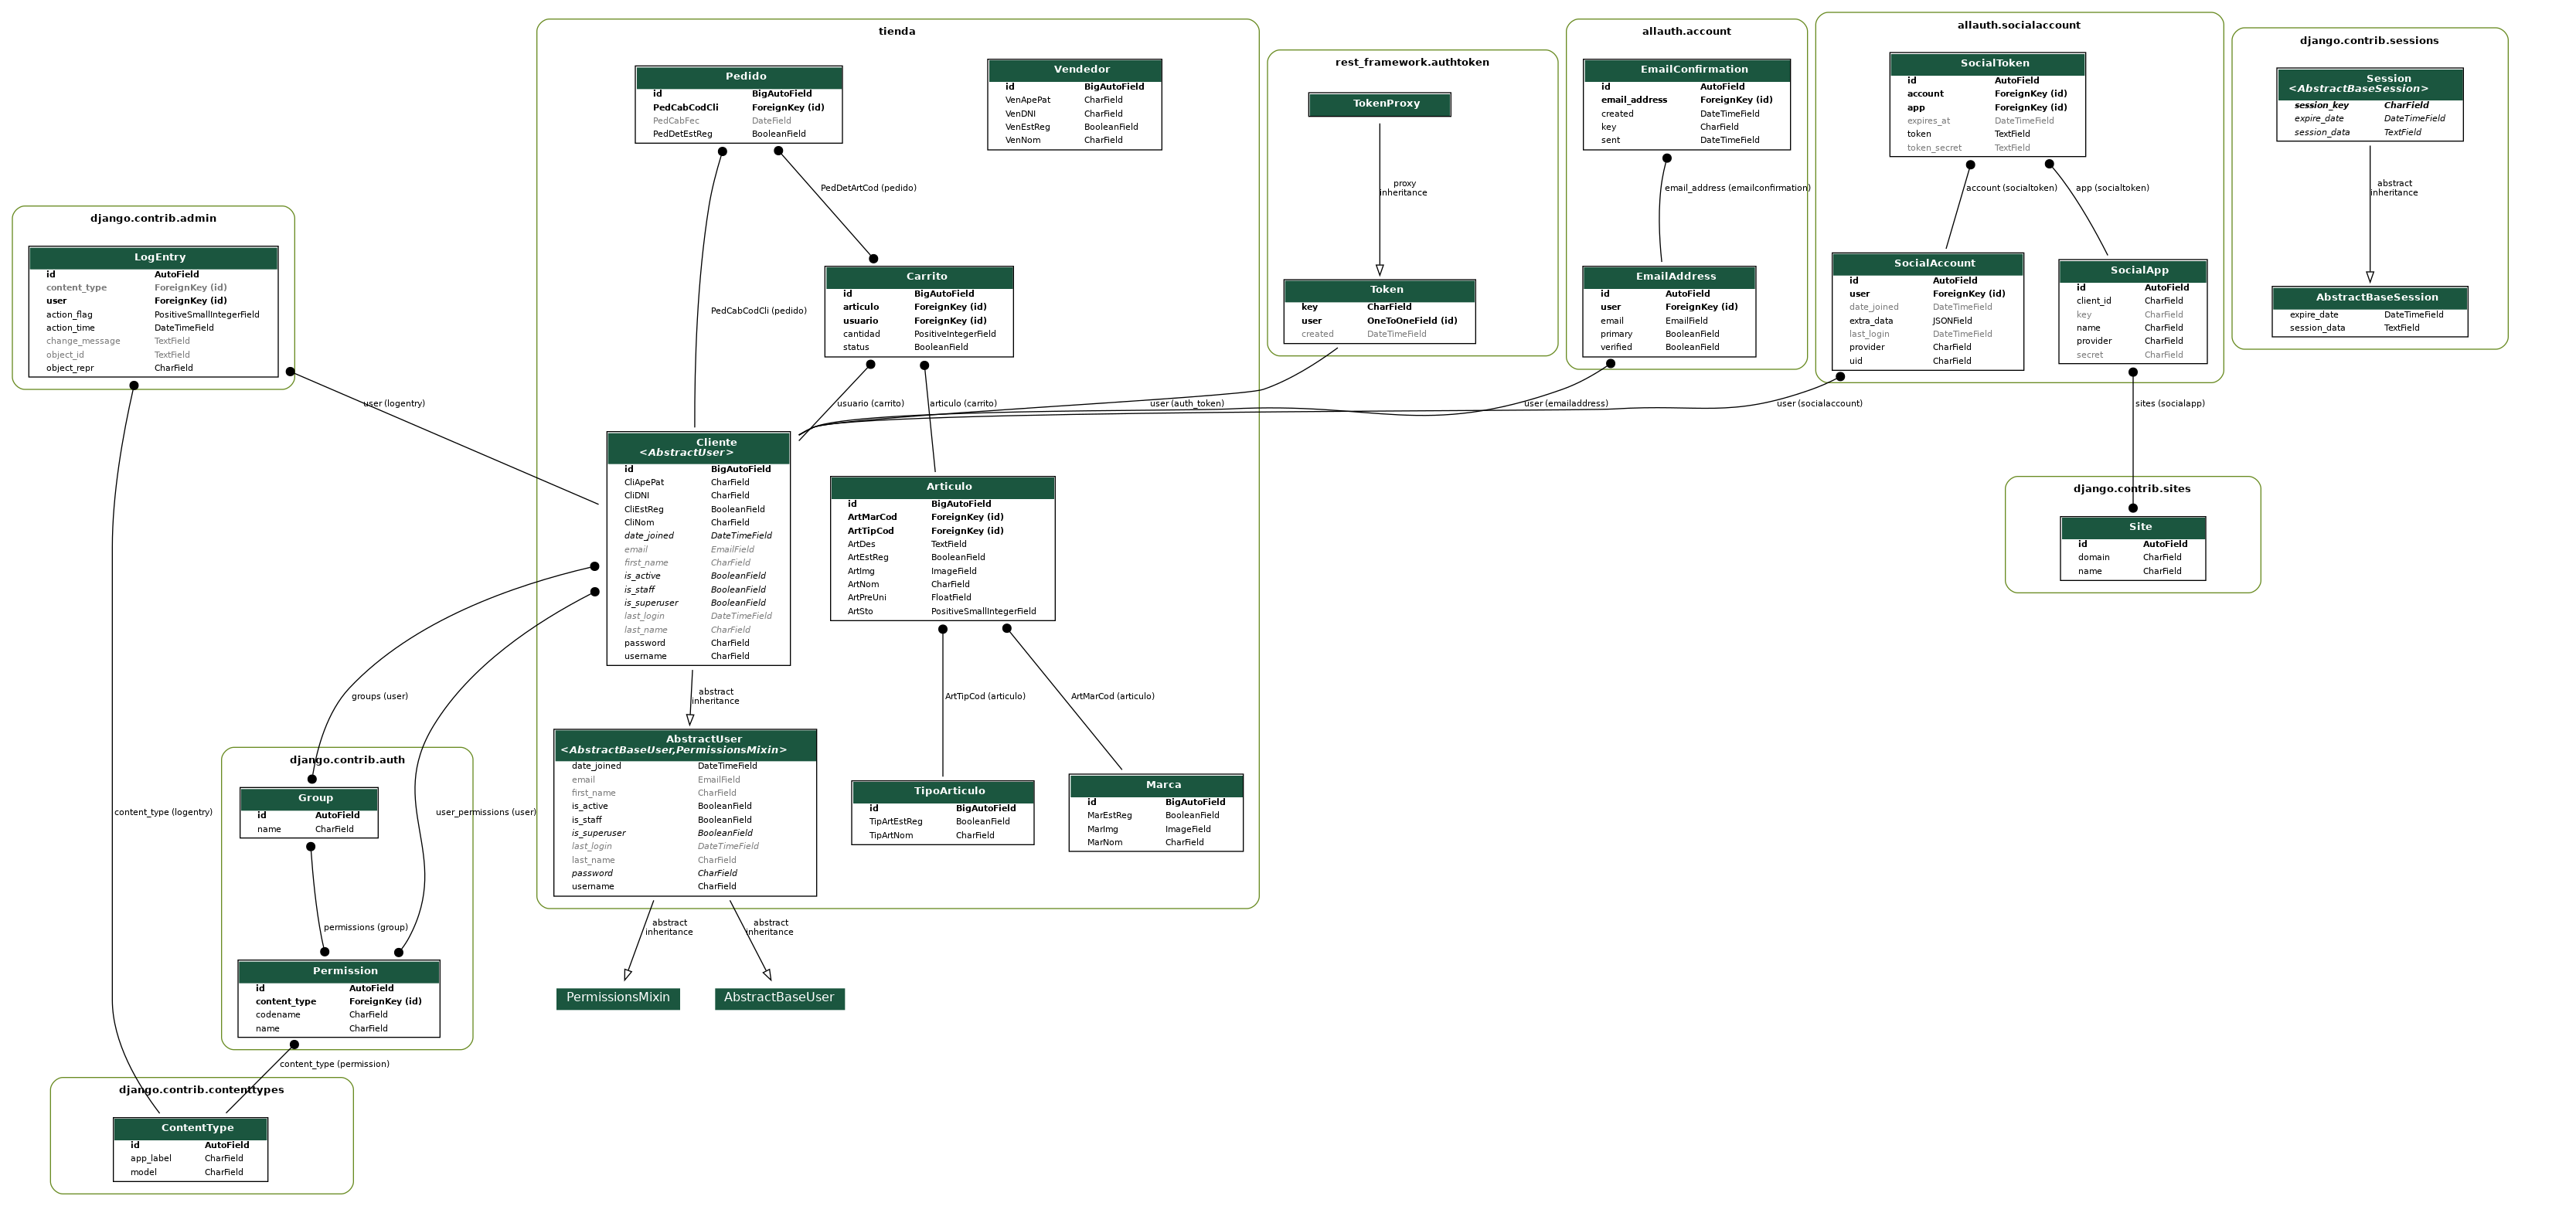 tienda
Pedido
id BigAutoField
PedCabCodCli ForeignKey (id)
PedCabFec DateField
PedDetEstReg BooleanField
Vendedor
id BigAutoField
VenApePat CharField
VenDNI CharField
VenEstReg BooleanField
VenNom CharField
PedDetArtCod (pedido)
PedCabCodCli (pedido)
Carrito
id BigAutoField
articulo ForeignKey (id)
usuario ForeignKey (id)
cantidad PositiveIntegerField
status BooleanField
usuario (carrito)
articulo (carrito)
Cliente
<AbstractUser>
id BigAutoField
CliApePat CharField
CliDNI CharField
CliEstReg BooleanField
CliNom CharField
date_joined DateTimeField
email EmailField
first_name CharField
is_active BooleanField
is_staff BooleanField
is_superuser BooleanField
last_login DateTimeField
last_name CharField
password CharField
username CharField
Articulo
id BigAutoField
ArtMarCod ForeignKey (id)
ArtTipCod ForeignKey (id)
ArtDes TextField
ArtEstReg BooleanField
ArtImg ImageField
ArtNom CharField
ArtPreUni FloatField
ArtSto PositiveSmallIntegerField
abstract
inheritance
ArtTipCod (articulo)
ArtMarCod (articulo)
AbstractUser
<AbstractBaseUser,PermissionsMixin>
date_joined DateTimeField
email EmailField
first_name CharField
is_active BooleanField
is_staff BooleanField
is_superuser BooleanField
last_login DateTimeField
last_name CharField
password CharField
username CharField
TipoArticulo
id BigAutoField
TipArtEstReg BooleanField
TipArtNom CharField
Marca
id BigAutoField
MarEstReg BooleanField
MarImg ImageField
MarNom CharField
abstract
inheritance
abstract
inheritance
PermissionsMixin
AbstractBaseUser
django.contrib.admin
LogEntry
id AutoField
content_type ForeignKey (id)
user ForeignKey (id)
action_flag PositiveSmallIntegerField
action_time DateTimeField
change_message TextField
object_id TextField
object_repr CharField
user (logentry)
content_type (logentry)
groups (user)
user_permissions (user)
django.contrib.auth
Group
id AutoField
name CharField
permissions (group)
Permission
id AutoField
content_type ForeignKey (id)
codename CharField
name CharField
content_type (permission)
django.contrib.contenttypes
ContentType
id AutoField
app_label CharField
model CharField
rest_framework.authtoken
TokenProxy
proxy
inheritance
Token
key CharField
user OneToOneField (id)
created DateTimeField
user (auth_token)
allauth.account
EmailConfirmation
id AutoField
email_address ForeignKey (id)
created DateTimeField
key CharField
sent DateTimeField
email_address (emailconfirmation)
EmailAddress
id AutoField
user ForeignKey (id)
email EmailField
primary BooleanField
verified BooleanField
user (emailaddress)
allauth.socialaccount
SocialToken
id AutoField
account ForeignKey (id)
app ForeignKey (id)
expires_at DateTimeField
token TextField
token_secret TextField
account (socialtoken)
app (socialtoken)
SocialAccount
id AutoField
user ForeignKey (id)
date_joined DateTimeField
extra_data JSONField
last_login DateTimeField
provider CharField
uid CharField
SocialApp
id AutoField
client_id CharField
key CharField
name CharField
provider CharField
secret CharField
user (socialaccount)
sites (socialapp)
django.contrib.sites
Site
id AutoField
domain CharField
name CharField
django.contrib.sessions
Session
<AbstractBaseSession>
session_key CharField
expire_date DateTimeField
session_data TextField
abstract
inheritance
AbstractBaseSession
expire_date DateTimeField
session_data TextField